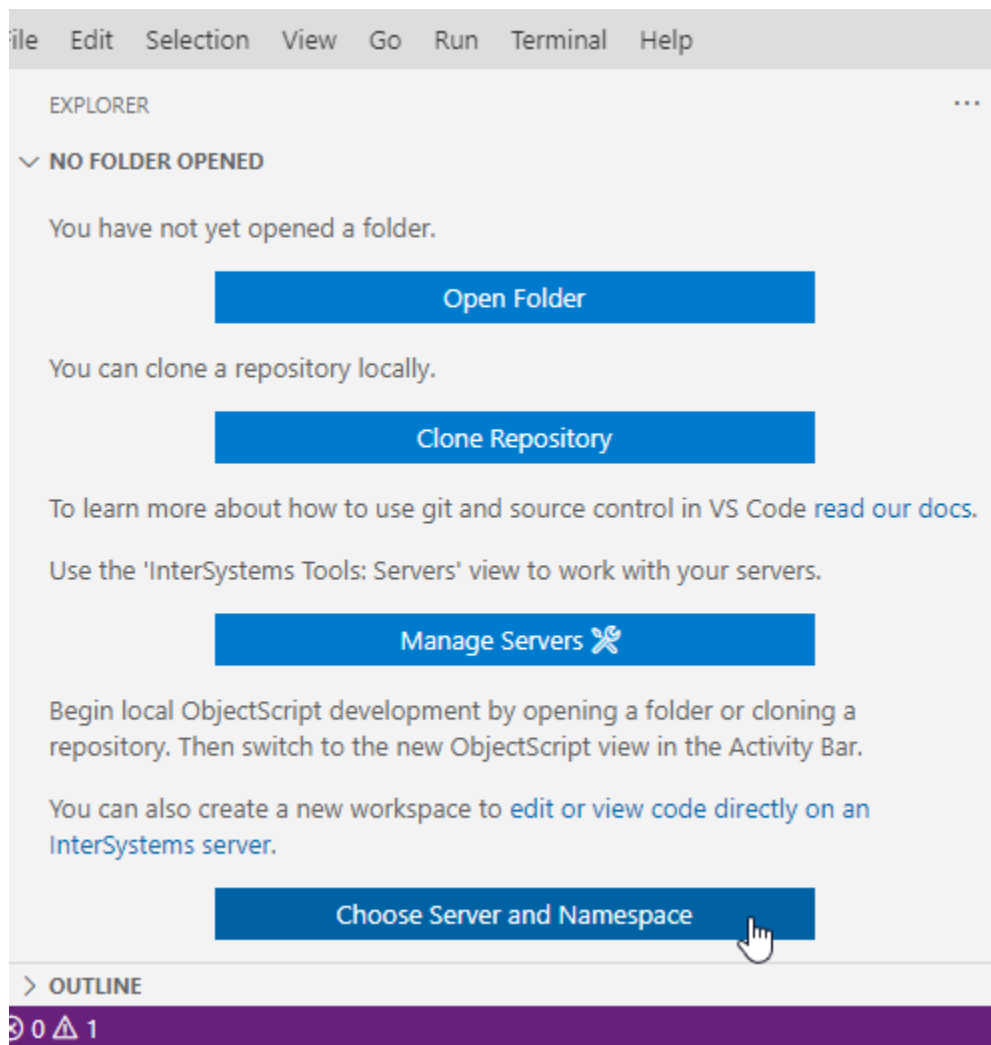 File Edit Selection View Go Run Terminal Help
EXPLORER
NO FOLDER OPENED
You have not yet opened a folder.
Open Folder
You can clone a repository locally.
Clone Repository
To learn more about how to use git and source control in VS Code read our docs.
Use the 'InterSystems Tools: Servers' view to work with your servers.
Manage Servers
Begin local ObjectScript development by opening a folder or cloning a
repository. Then switch to the new ObjectScript view in the Activity Bar.
You can also create a new workspace to edit or view code directly on an
InterSystems server.
Choose Server and Namespace
OUTLINE
0 1